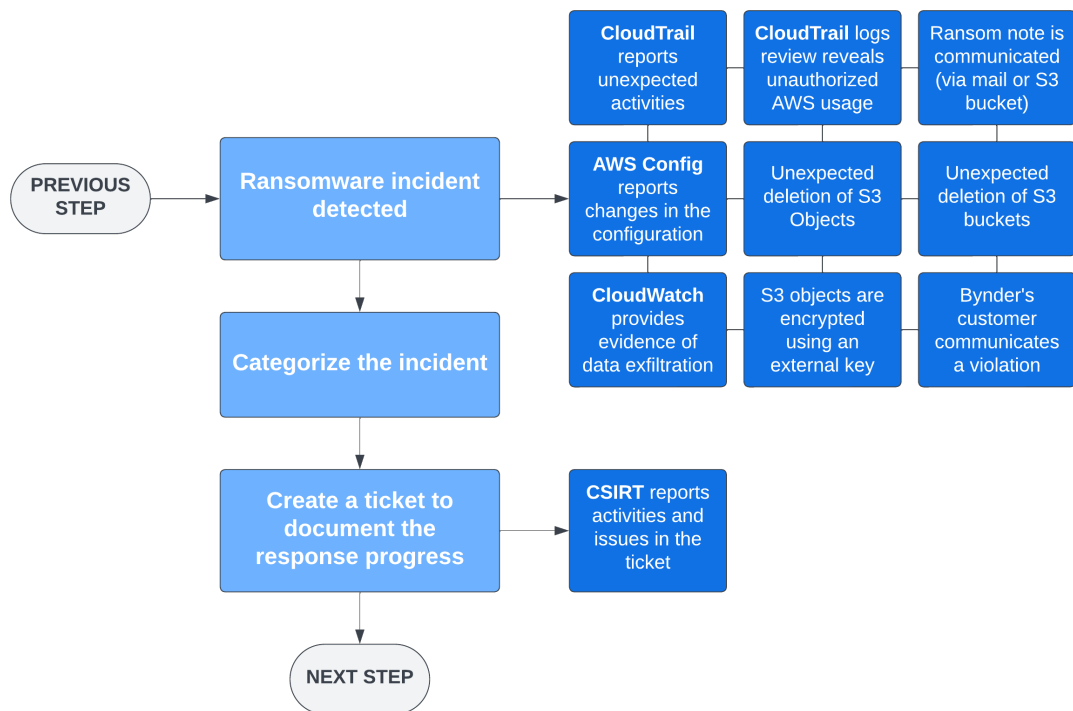 PREVIOUS
STEP
Ransomware incident
detected
CloudTrail
reports
unexpected
activities
CloudTrail logs
review reveals
unauthorized
AWS usage
Ransom note is
communicated
(via mail or S3
bucket)
AWS Config
reports
changes in the
configuration
Unexpected
deletion of S3
Objects
Unexpected
deletion of S3
buckets
CloudWatch
provides
evidence of
data exfiltration
S3 objects are
encrypted
using an
external key
Bynder's
customer
communicates
a violation
Categorize the incident
Create a ticket to
document the
response progress
CSIRT reports
activities and
issues in the
ticket
NEXT STEP